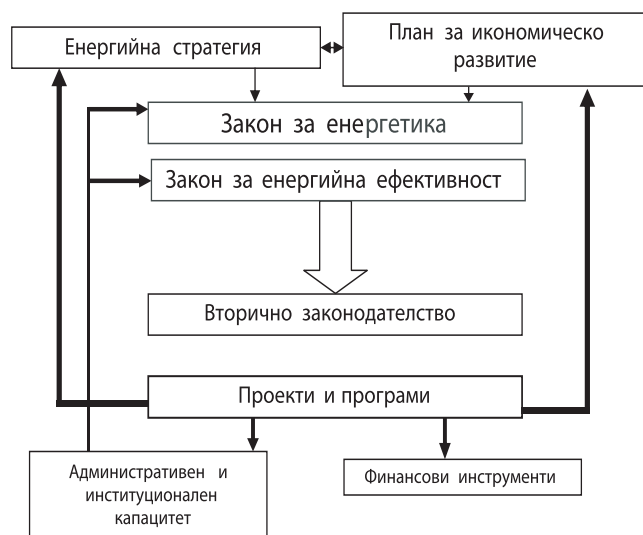 Енергийна стратегия
План за икономическо
развитие
Закон за енергетика
Закон за енергийна ефективност
Вторично законодателство
Проекти и програми
Административен и
институционален
капацитет
Финансови инструменти